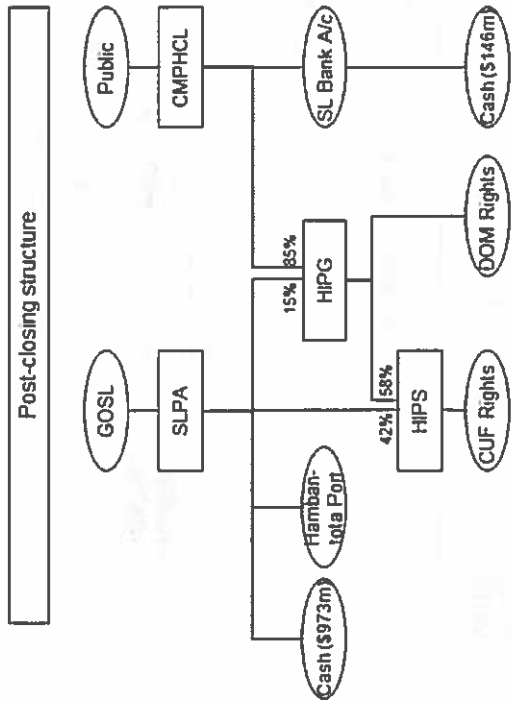 Post-closing structure
GOSL
Public
SLPA
CMPHCL
15%
85%
HIPG
SL Bank A/c
Cash ($973m)
Hamban-
tota Port
42%
58%
HIPS
CUF Rights
DOM Rights
Cash ($146m)